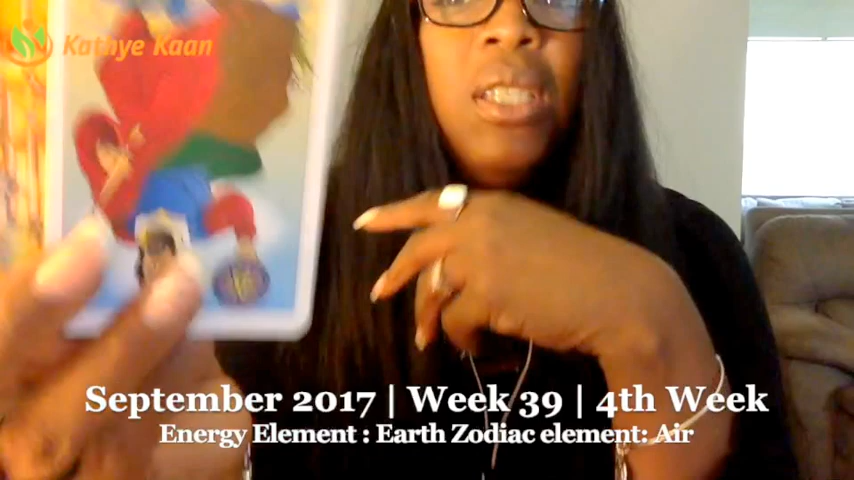 Kathye Kaan
September 2017 | Week 39 | 4th Week
Energy Element : Earth Zodiac element: Air